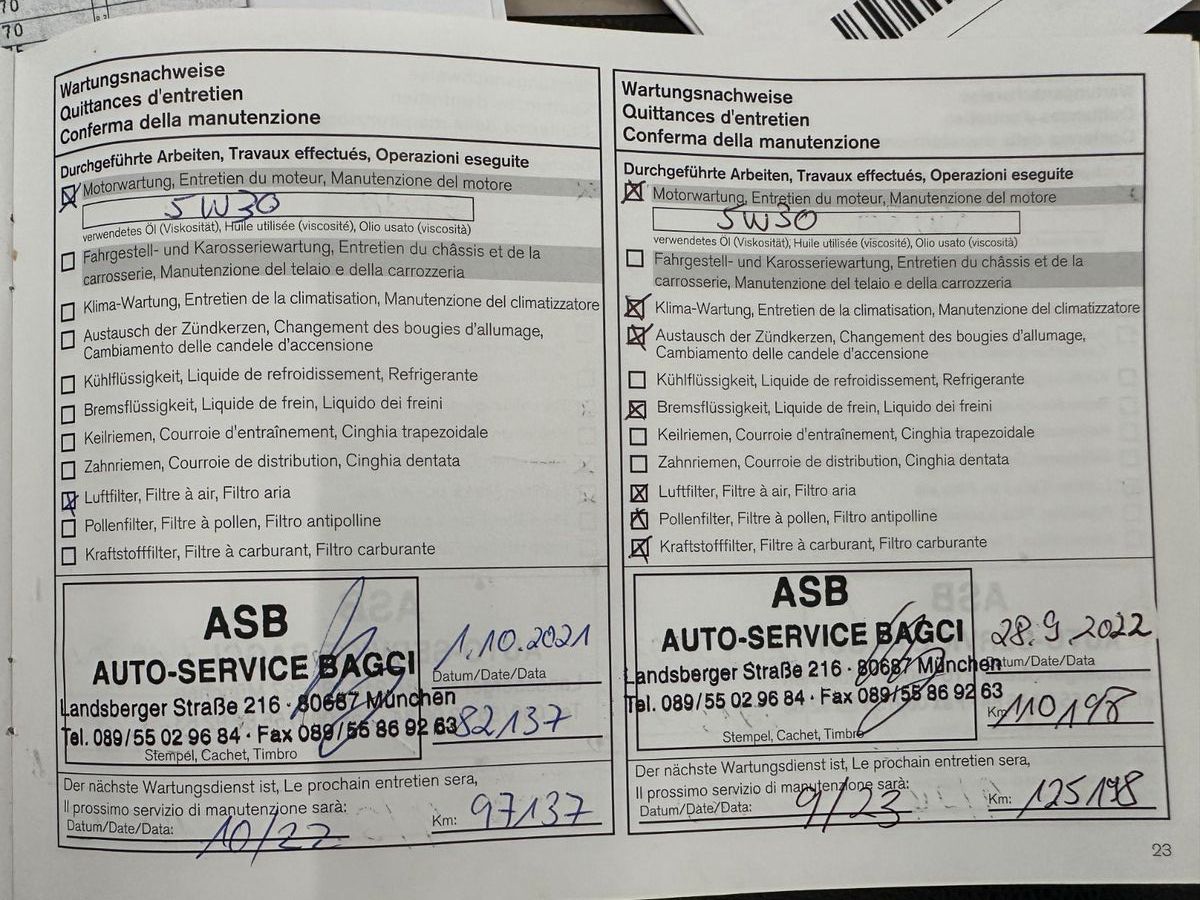 70
70
Wartungsnachweise
Quittances d'entretien
Conferma della manutenzione
Durchgeführte Arbeiten, Travaux effectués, Operazioni eseguite
Motorwartung, Entretien du moteur, Manutenzione del motore
5W30
verwendetes Öl (Viskosität), Huile utilisée (viscosité), Olio usato (viscosità)
Fahrgestell- und Karosseriewartung, Entretien du châssis et de la
carrosserie, Manutenzione del telaio e della carrozzeria
Klima-Wartung, Entretien de la climatisation, Manutenzione del climatizzatore
Austausch der Zündkerzen, Changement des bougies d'allumage,
Cambiamento delle candele d'accensione
Kühlflüssigkeit, Liquide de refroidissement, Refrigerante
Bremsflüssigkeit, Liquide de frein, Liquido dei freini
Keilriemen, Courroie d'entraînement, Cinghia trapezoidale
Zahnriemen, Courroie de distribution, Cinghia dentata
Luftfilter, Filtre à air, Filtro aria
Pollenfilter, Filtre à pollen, Filtro antipolline
Kraftstofffilter, Filtre à carburant, Filtro carburante
ASB
AUTO-SERVICE BAGCI
Landsberger Straße 216 · 80687 München
Tel. 089/55 02 96 84 · Fax 089/55 86 92 63
Stempel, Cachet, Timbro
1.10.2021
Datum/Date/Data
82137
Der nächste Wartungsdienst ist, Le prochain entretien sera,
Il prossimo servizio di manutenzione sarà:
Datum/Date/Data: 10/22 Km: 97137
Wartungsnachweise
Quittances d'entretien
Conferma della manutenzione
Durchgeführte Arbeiten, Travaux effectués, Operazioni eseguite
Motorwartung, Entretien du moteur, Manutenzione del motore
5W30
verwendetes Öl (Viskosität), Huile utilisée (viscosité), Olio usato (viscosità)
Fahrgestell- und Karosseriewartung, Entretien du châssis et de la
carrosserie, Manutenzione del telaio e della carrozzeria
Klima-Wartung, Entretien de la climatisation, Manutenzione del climatizzatore
Austausch der Zündkerzen, Changement des bougies d'allumage,
Cambiamento delle candele d'accensione
Kühlflüssigkeit, Liquide de refroidissement, Refrigerante
Bremsflüssigkeit, Liquide de frein, Liquido dei freini
Keilriemen, Courroie d'entraînement, Cinghia trapezoidale
Zahnriemen, Courroie de distribution, Cinghia dentata
Luftfilter, Filtre à air, Filtro aria
Pollenfilter, Filtre à pollen, Filtro antipolline
Kraftstofffilter, Filtre à carburant, Filtro carburante
ASB
AUTO-SERVICE BAGCI
Landsberger Straße 216 · 80687 München
Tel. 089/55 02 96 84 · Fax 089/55 86 92 63
Stempel, Cachet, Timbro
28.9.2022
Datum/Date/Data
Km 110198
Der nächste Wartungsdienst ist, Le prochain entretien sera,
Il prossimo servizio di manutenzione sarà:
Datum/Date/Data: 9/23 Km: 125198
23